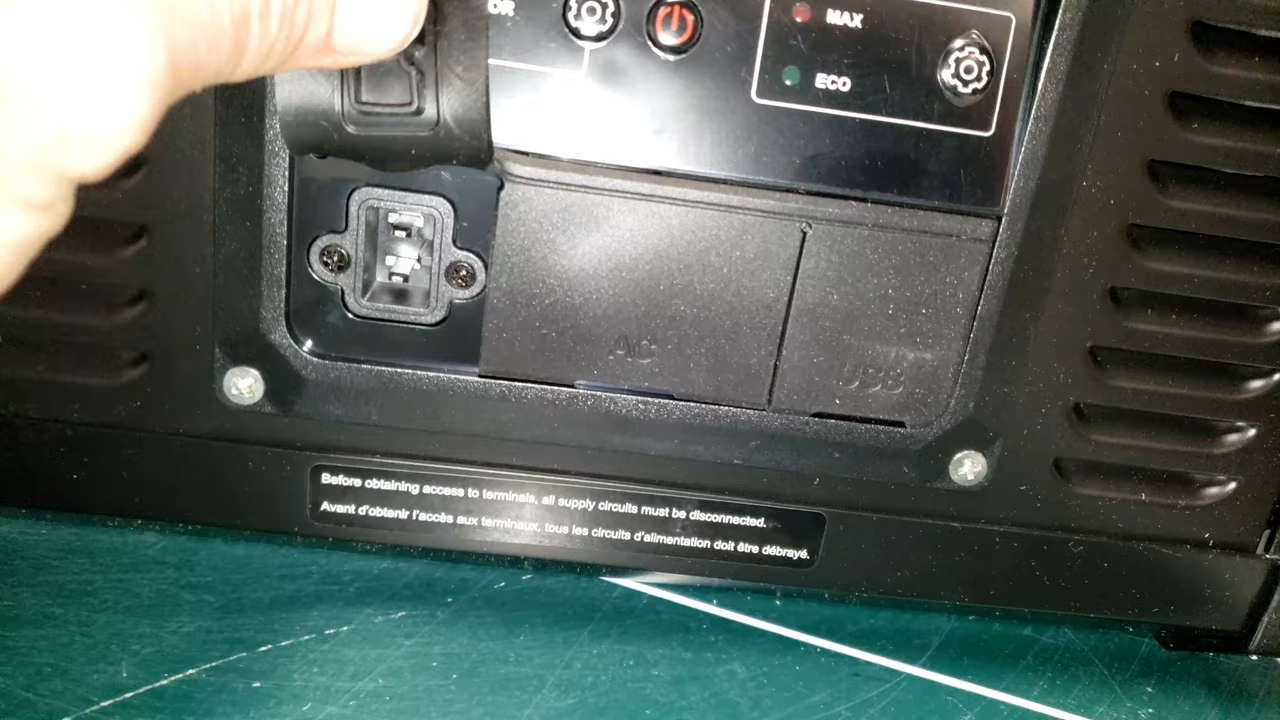 OR
MAX
ECO
AC
USB
Before obtaining access to terminals, all supply circuits must be disconnected.
Avant d'obtenir l'accès aux terminaux, tous les circuits d'alimentation doit être débrayé.